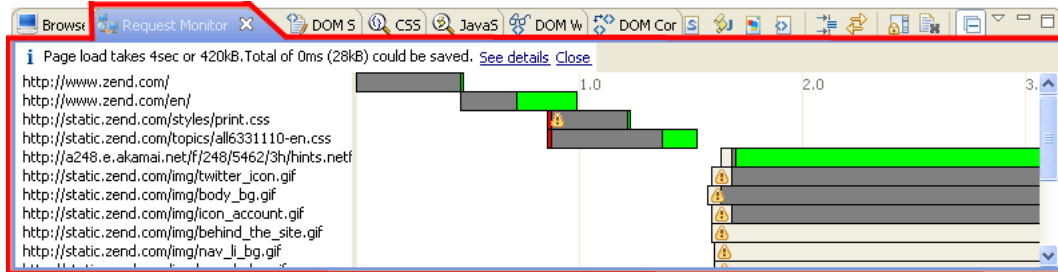 Browse Request Monitor DOM S CSS JavaS DOM W DOM Cor
Page load takes 4sec or 420kB.Total of 0ms (28kB) could be saved. See details Close
http://www.zend.com/ 1.0 2.0 3.
http://www.zend.com/en/
http://static.zend.com/styles/print.css
http://static.zend.com/topics/all6331110-en.css
http://a248.e.akamai.net/f/248/5462/3h/hints.netf
http://static.zend.com/img/twitter_icon.gif
http://static.zend.com/img/body_bg.gif
http://static.zend.com/img/icon_account.gif
http://static.zend.com/img/behind_the_site.gif
http://static.zend.com/img/nav_li_bg.gif